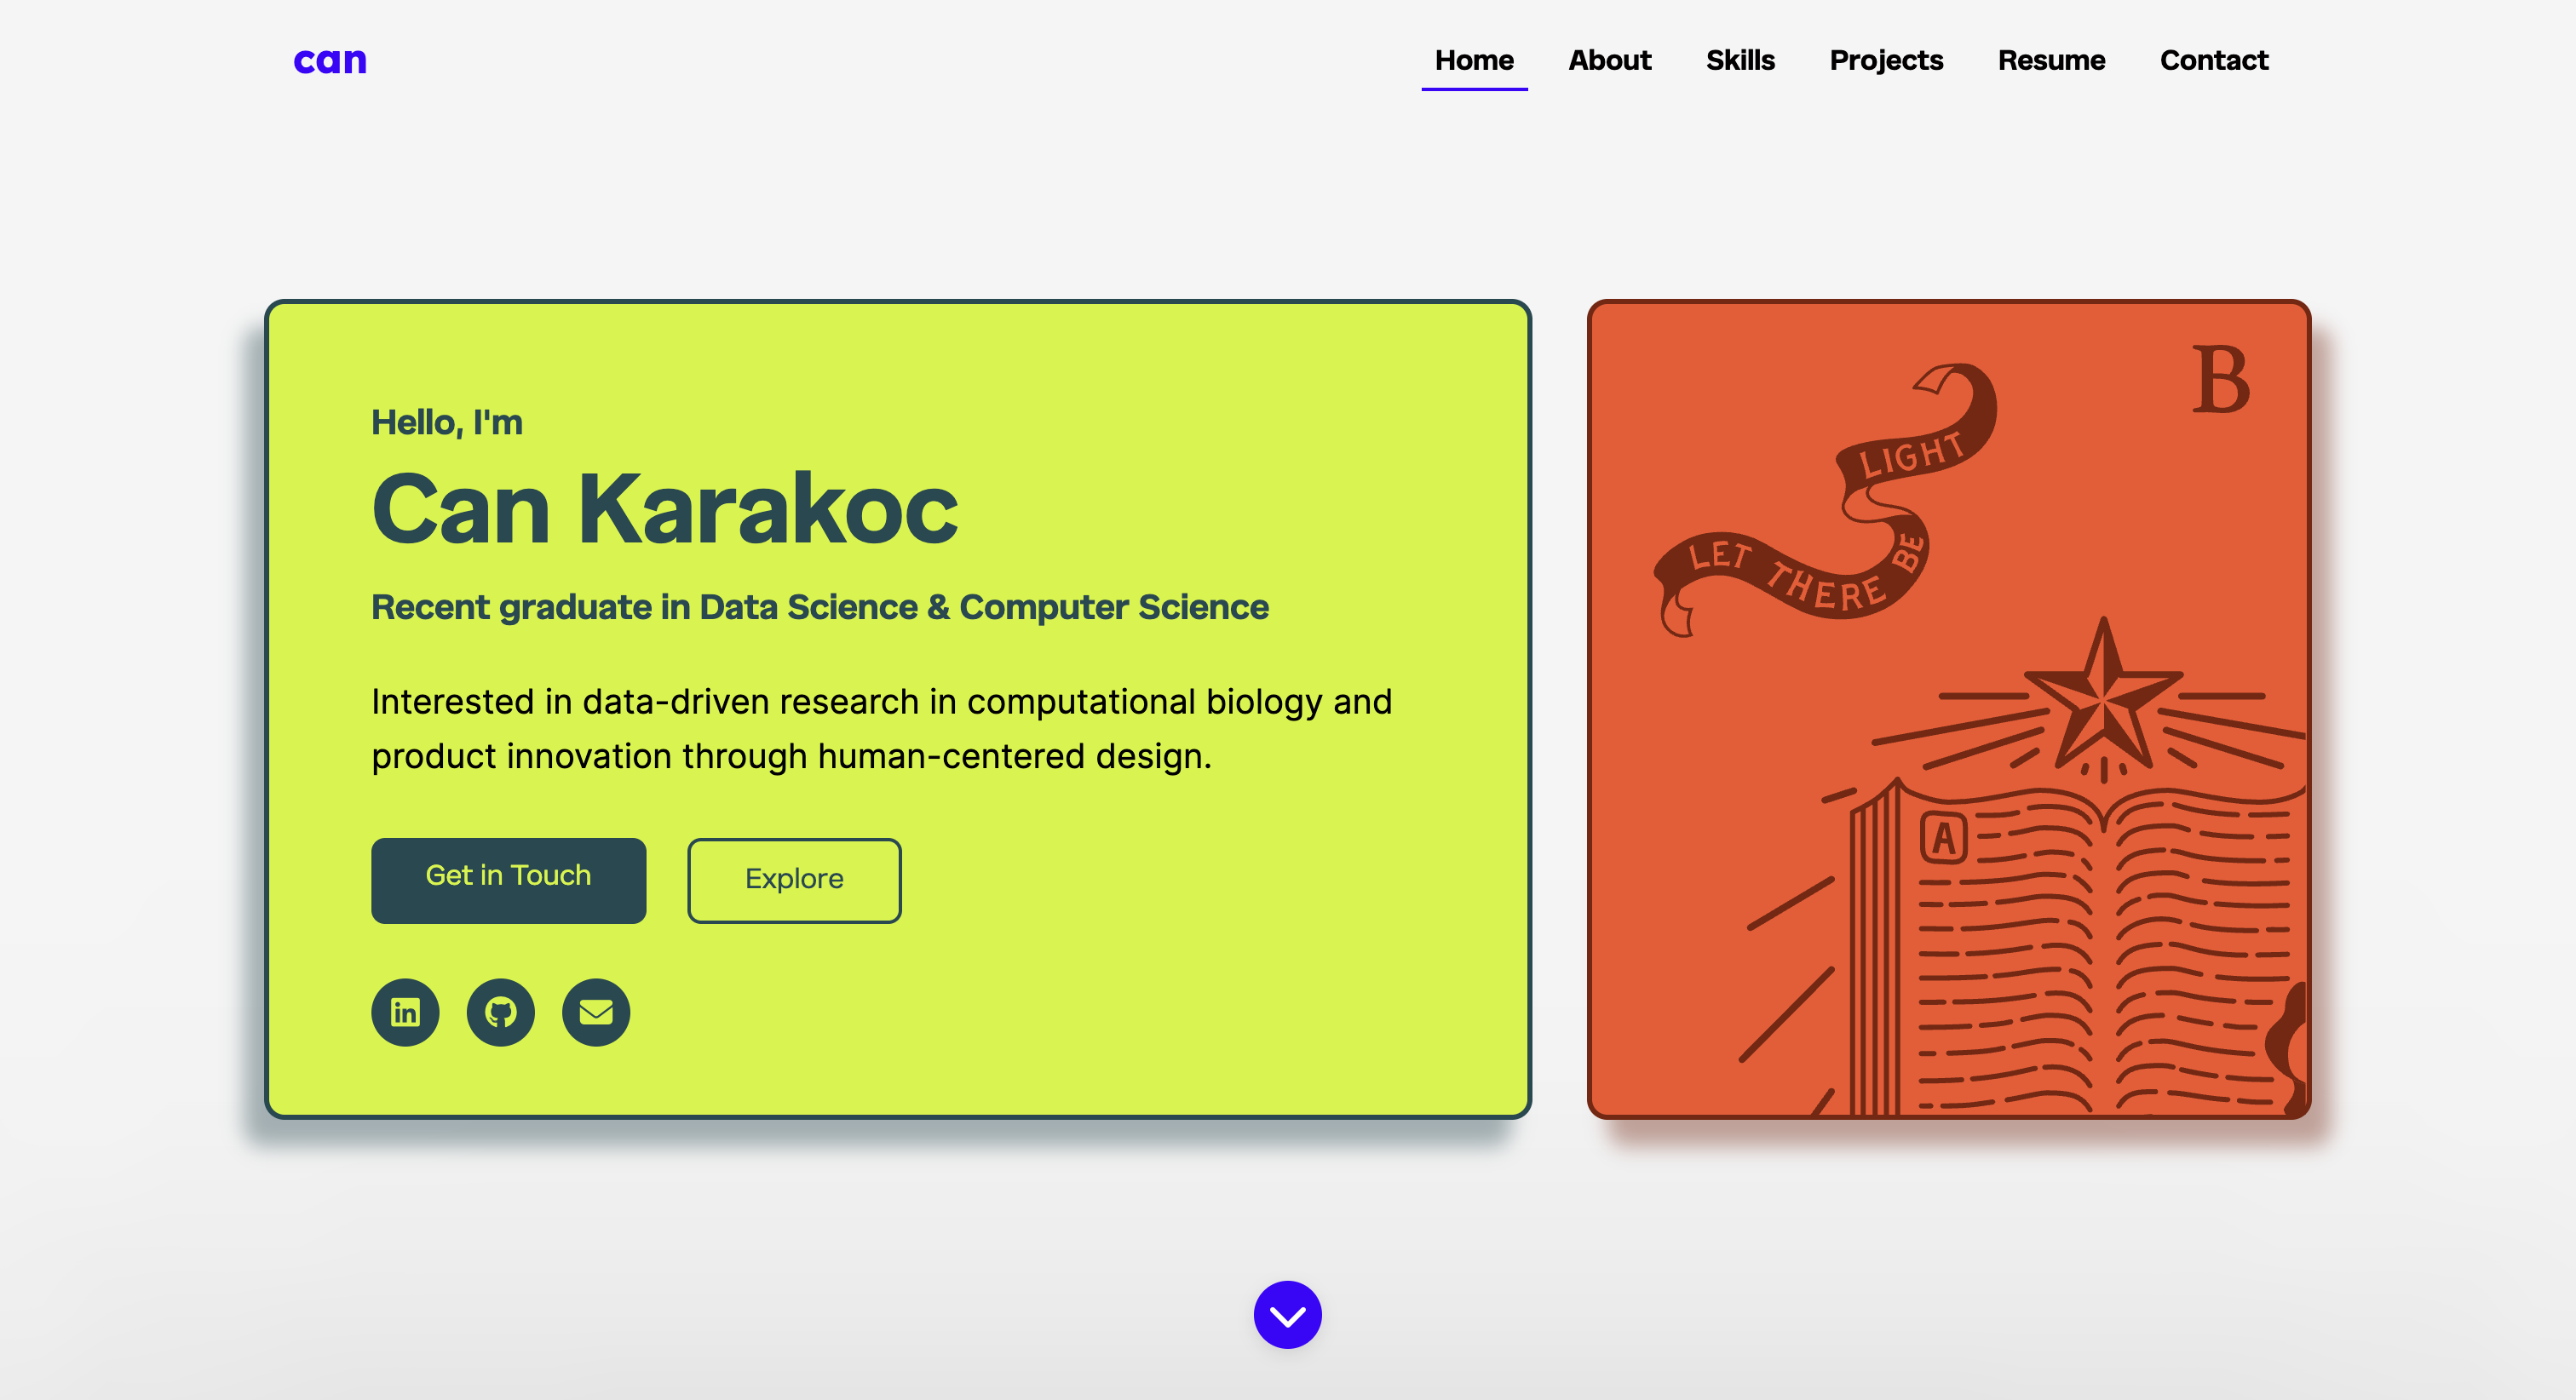 can
Home About Skills Projects Resume Contact
Hello, I'm
Can Karakoc
Recent graduate in Data Science & Computer Science
Interested in data-driven research in computational biology and
product innovation through human-centered design.
Get in Touch Explore
in
B
LET THERE BE
LIGHT
A